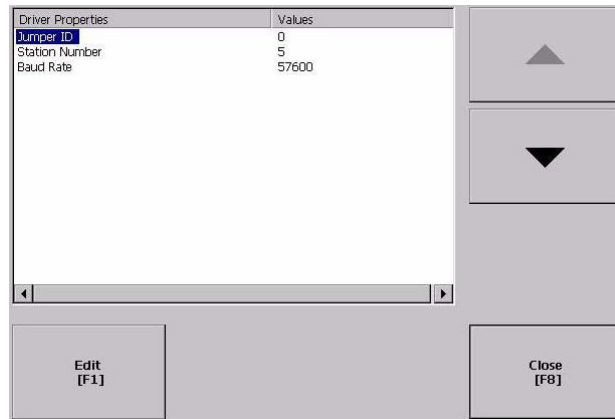 Driver Properties Values
Jumper ID 0
Station Number 5
Baud Rate 57600
Edit
[F1]
Close
[F8]